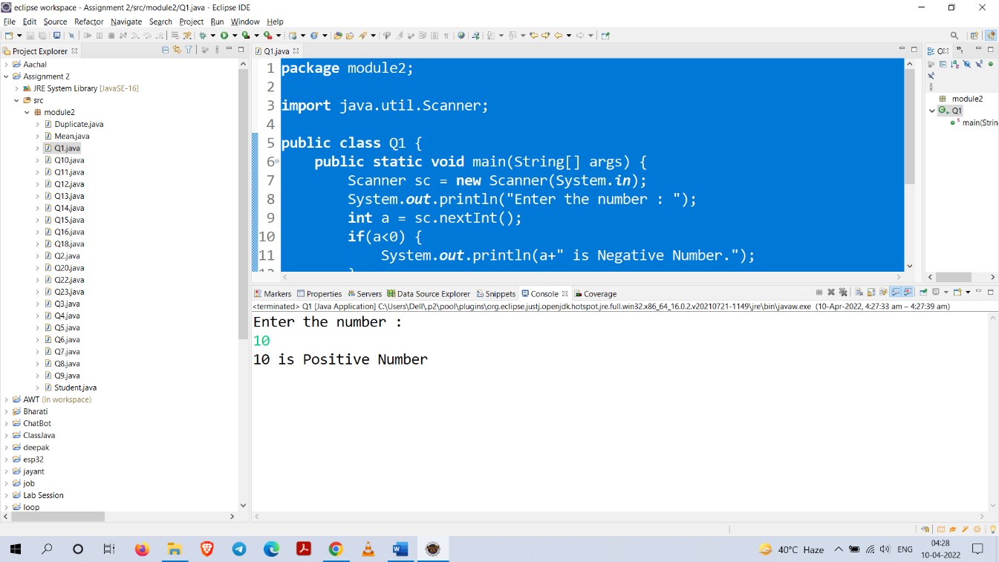 eclipse workspace - Assignment 2/src/module2/Q1.java - Eclipse IDE
File Edit Source Refactor Navigate Search Project Run Window Help
Project Explorer
Aachal
Assignment 2
JRE System Library [JavaSE-16]
src
module2
Duplicate.java
Mean.java
Q1.java
Q10.java
Q11.java
Q12.java
Q13.java
Q14.java
Q15.java
Q16.java
Q18.java
Q2.java
Q20.java
Q22.java
Q23.java
Q3.java
Q4.java
Q5.java
Q6.java
Q7.java
Q8.java
Q9.java
Student.java
AWT (in workspace)
Bharati
ChatBot
ClassJava
deepak
esp32
jayant
job
Lab Session
loop
Q1.java
1 package module2;
2
3 import java.util.Scanner;
4
5 public class Q1 {
6 public static void main(String[] args) {
7 Scanner sc = new Scanner(System.in);
8 System.out.println("Enter the number : ");
9 int a = sc.nextInt();
10 if(a<0) {
11 System.out.println(a+" is Negative Number.");
12 }
module2
Q1
main(Strin
Markers Properties Servers Data Source Explorer Snippets Console Coverage
<terminated> Q1 [Java Application] C:\Users\Dell\.p2\pool\plugins\org.eclipse.justj.openjdk.hotspot.jre.full.win32.x86_64_16.0.2.v20210721-1149\jre\bin\javaw.exe (10-Apr-2022, 4:27:33 am – 4:27:39 am)
Enter the number :
10
10 is Positive Number
40°C Haze
ENG
04:28
10-04-2022